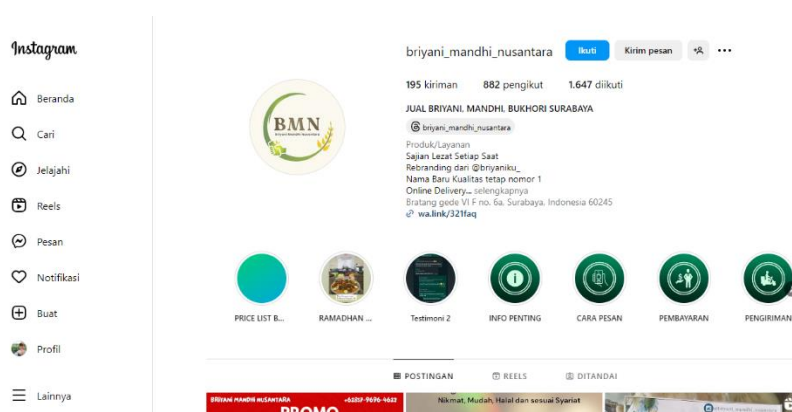 Instagram
Beranda
Cari
Jelajahi
Reels
Pesan
Notifikasi
Buat
Profil
Lainnya
briyani_mandhi_nusantara Ikuti Kirim pesan
195 kiriman 882 pengikut 1.647 diikuti
JUAL BRIYANI, MANDHI, BUKHORI SURABAYA
briyani_mandhi_nusantara
Produk/Layanan
Sajian Lezat Setiap Saat
Rebranding dari @briyaniku_
Nama Baru Kualitas tetap nomor 1
Online Delivery... selengkapnya
Bratang gede VI F no. 6a, Surabaya, Indonesia 60245
wa.link/321faq
BMN
PRICE LIST B... RAMADHAN ... Testimoni 2 INFO PENTING CARA PESAN PEMBAYARAN PENGIRIMAN
POSTINGAN REELS DITANDAI
BRIYANI MANDHI NUSANTARA
PROMO
Nikmat, Mudah, Halal dan sesuai Syariat